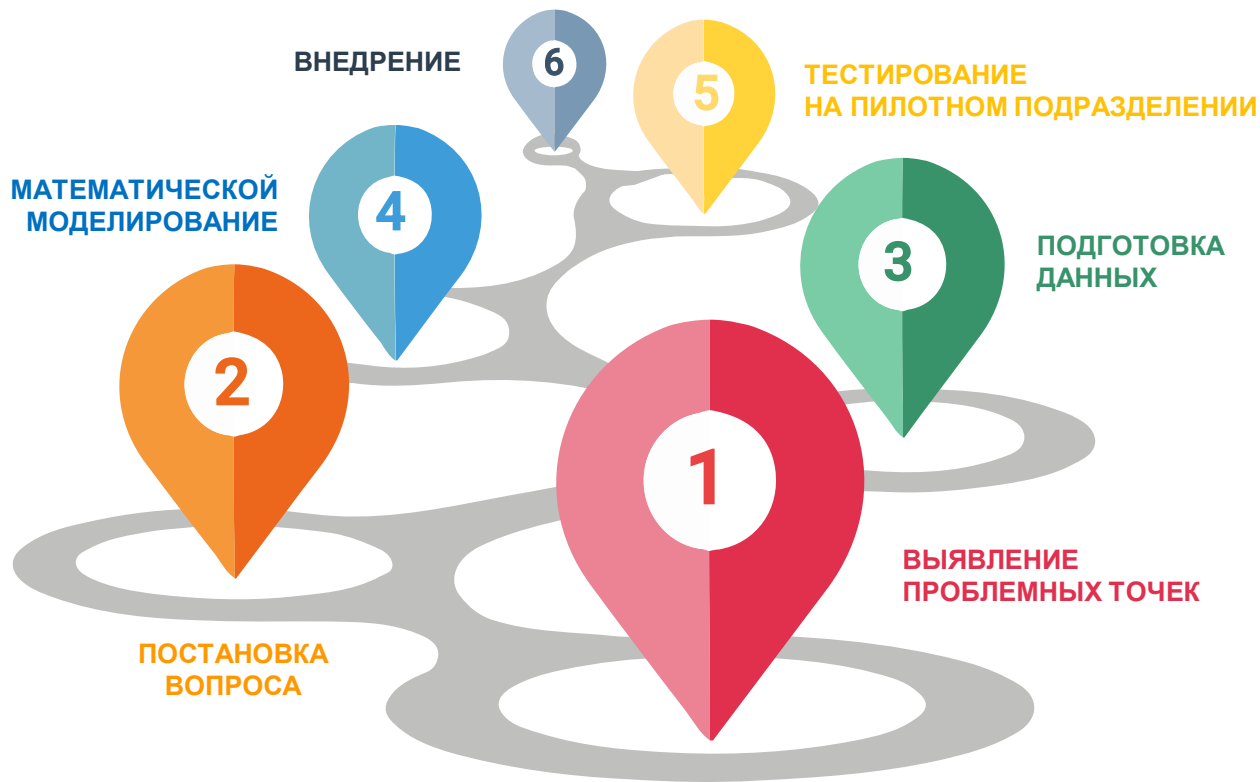 6
ВНЕДРЕНИЕ
5
ТЕСТИРОВАНИЕ
НА ПИЛОТНОМ ПОДРАЗДЕЛЕНИИ
4
МАТЕМАТИЧЕСКОЙ
МОДЕЛИРОВАНИЕ
3
ПОДГОТОВКА
ДАННЫХ
2
ПОСТАНОВКА
ВОПРОСА
1
ВЫЯВЛЕНИЕ
ПРОБЛЕМНЫХ ТОЧЕК